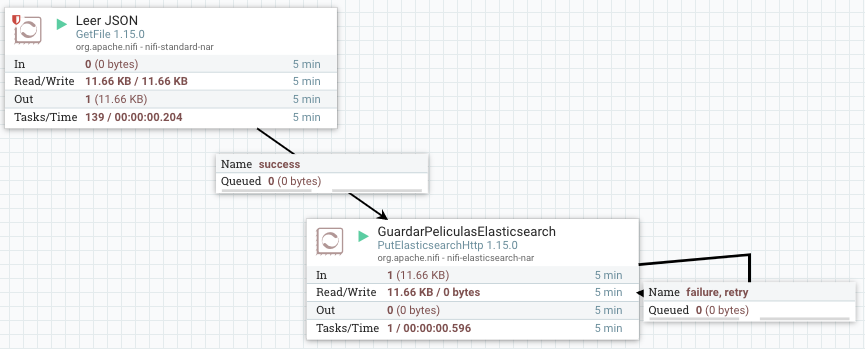 Leer JSON
GetFile 1.15.0
org.apache.nifi - nifi-standard-nar
In 0 (0 bytes) 5 min
Read/Write 11.66 KB / 11.66 KB 5 min
Out 1 (11.66 KB) 5 min
Tasks/Time 139 / 00:00:00.204 5 min
Name success
Queued 0 (0 bytes)
GuardarPeliculasElasticsearch
PutElasticsearchHttp 1.15.0
org.apache.nifi - nifi-elasticsearch-nar
In 1 (11.66 KB) 5 min
Read/Write 11.66 KB / 0 bytes 5 min
Out 0 (0 bytes) 5 min
Tasks/Time 1 / 00:00:00.596 5 min
Name failure, retry
Queued 0 (0 bytes)